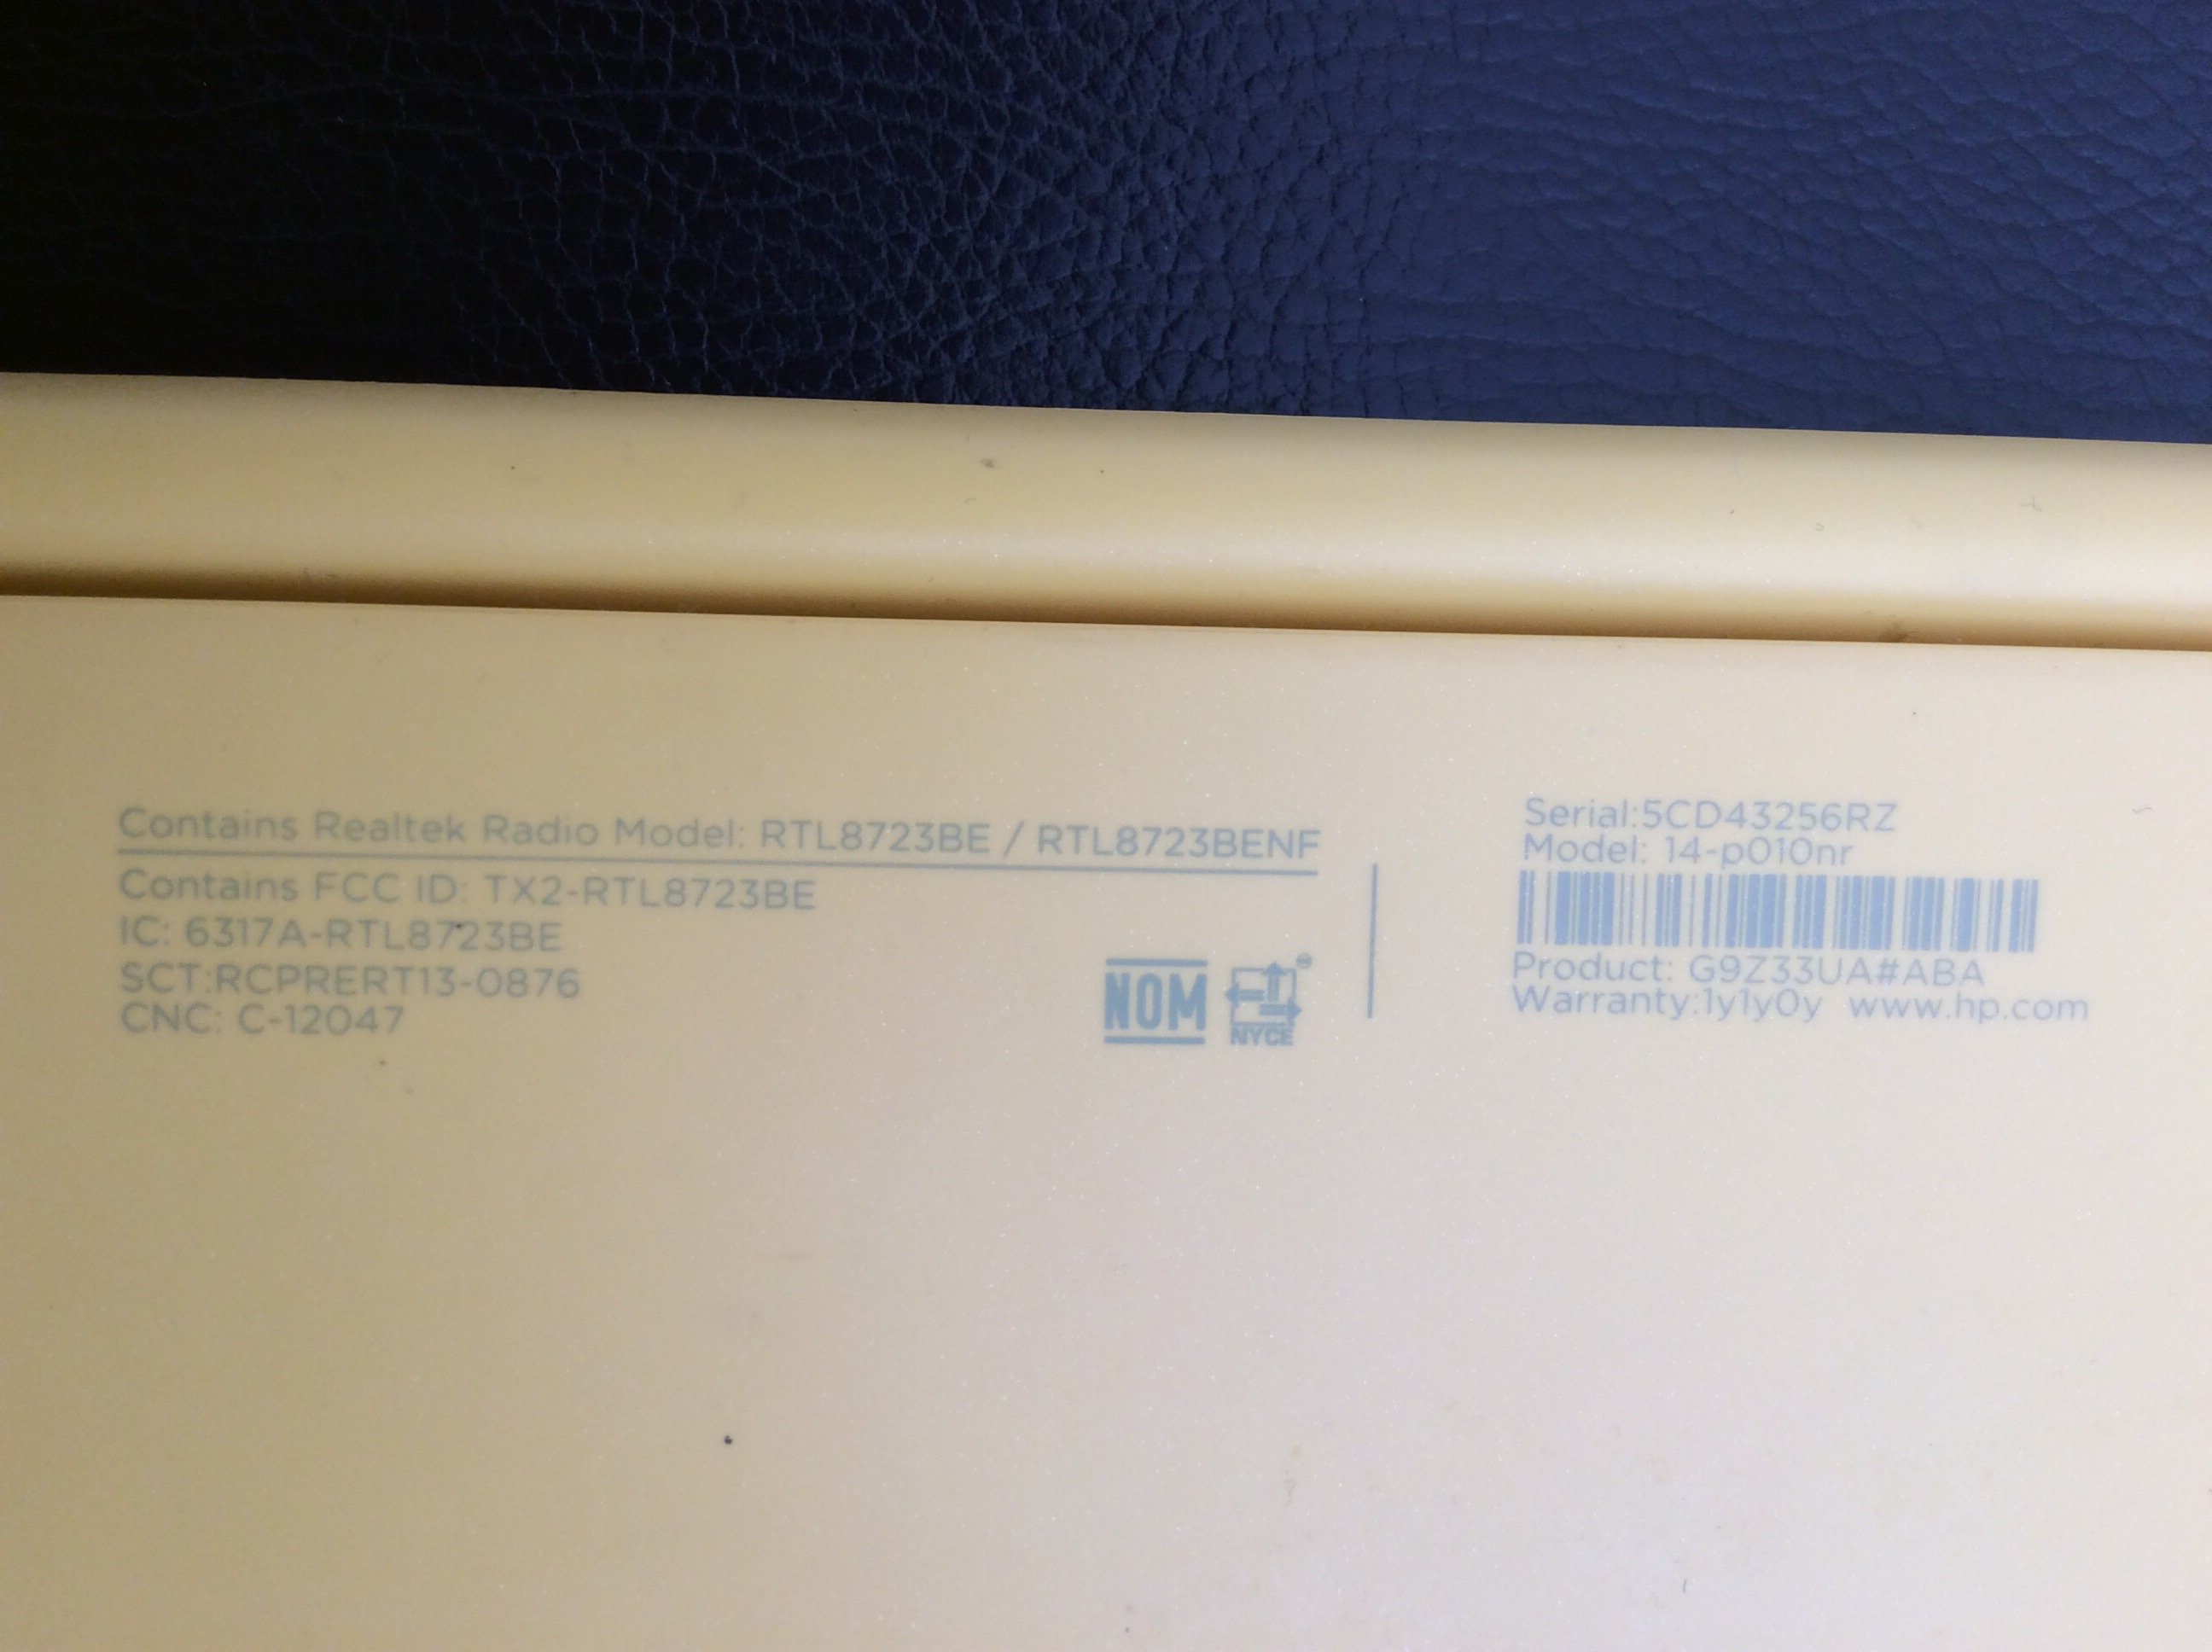 Contains Realtek Radio Model: RTL8723BE / RTL8723BENF
Contains FCC ID: TX2-RTL8723BE
IC: 6317A-RTL8723BE
SCT:RCPRERT13-0876
CNC: C-12047
NOM
NYCE
Serial:5CD43256RZ
Model: 14-p010nr
Product: G9Z33UA#ABA
Warranty:1y1y0y www.hp.com